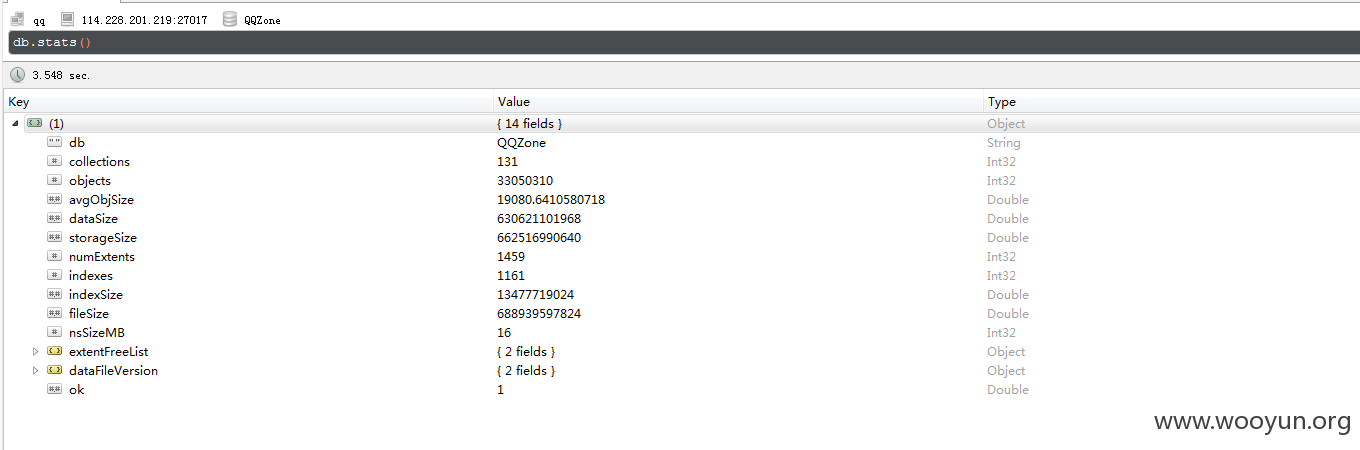 qq 114.228.201.219:27017 QQZone
db.stats()
3.548 sec.
Key Value Type
(1) { 14 fields } Object
db QQZone String
collections 131 Int32
objects 33050310 Int32
avgObjSize 19080.6410580718 Double
dataSize 630621101968 Double
storageSize 662516990640 Double
numExtents 1459 Int32
indexes 1161 Int32
indexSize 13477719024 Double
fileSize 688939597824 Double
nsSizeMB 16 Int32
extentFreeList { 2 fields } Object
dataFileVersion { 2 fields } Object
ok 1 Double
www.wooyun.org